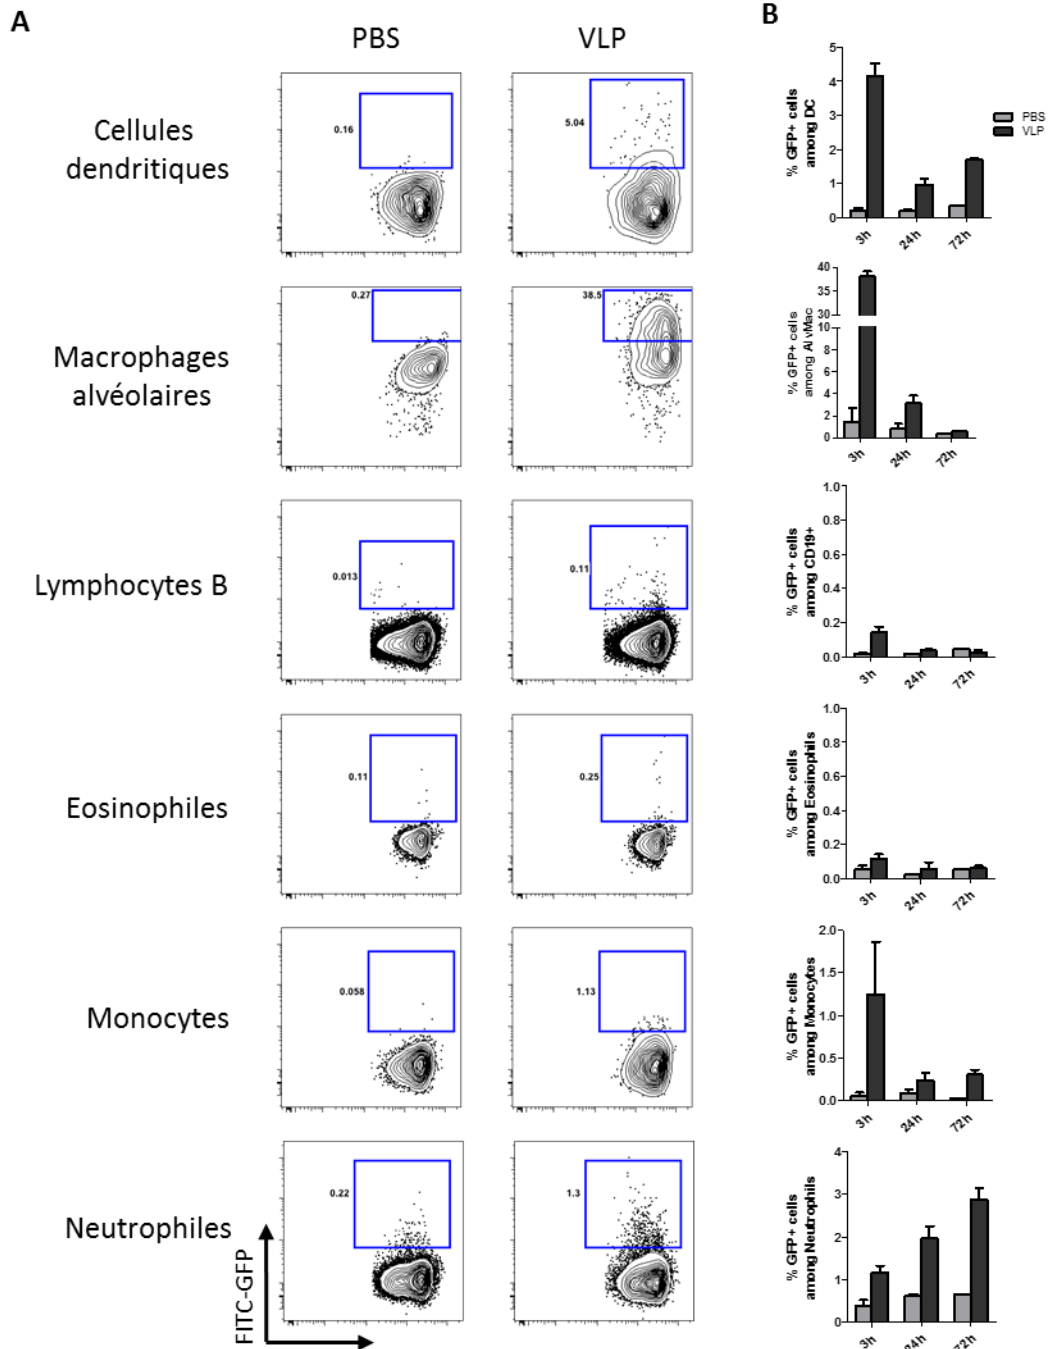 A
PBS
VLP
Cellules
dendritiques
0.16
5.04
Macrophages
alvéolaires
0.27
38.5
Lymphocytes B
0.013
0.11
Eosinophiles
0.11
0.25
Monocytes
0.058
1.13
Neutrophiles
0.22
1.3
FITC-GFP
B
% GFP+ cells
among DC
5
4
3
2
1
0
3h
24h
72h
PBS
VLP
% GFP+ cells
among AlvMac
40
35
30
10
8
6
4
2
0
3h
24h
72h
% GFP+ cells
among CD19+
1.0
0.8
0.6
0.4
0.2
0.0
3h
24h
72h
% GFP+ cells
among Eosinophils
1.0
0.8
0.6
0.4
0.2
0.0
3h
24h
72h
% GFP+ cells
among Monocytes
2.0
1.5
1.0
0.5
0.0
3h
24h
72h
% GFP+ cells
among Neutrophils
4
3
2
1
0
3h
24h
72h